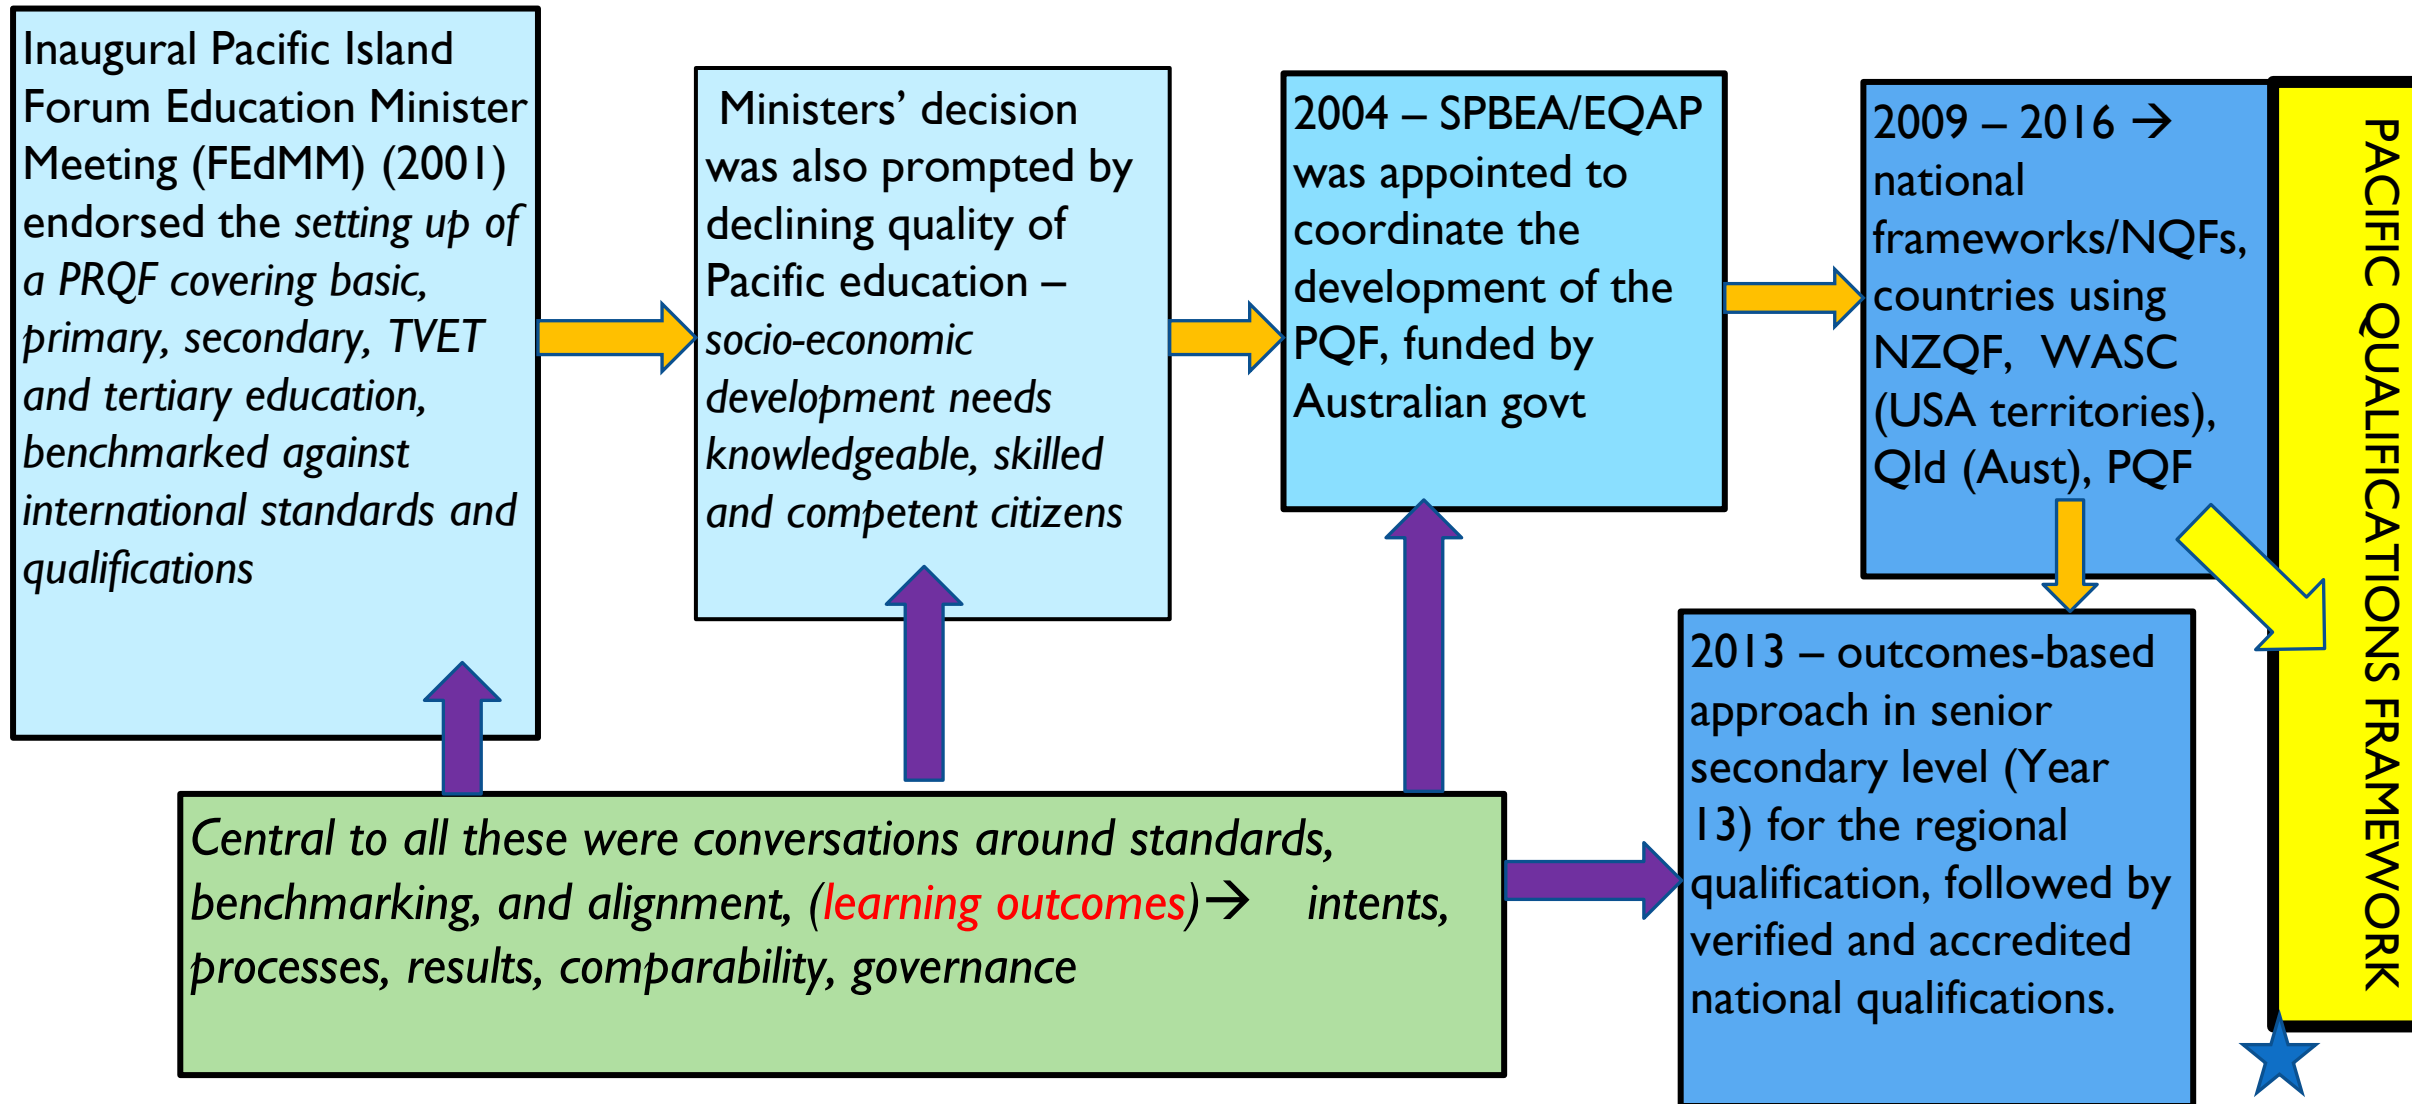 Inaugural Pacific Island
Forum Education Minister
Meeting (FEdMM) (2001)
endorsed the setting up of
a PRQF covering basic,
primary, secondary, TVET
and tertiary education,
benchmarked against
international standards and
qualifications
Ministers’ decision
was also prompted by
declining quality of
Pacific education –
socio-economic
development needs
knowledgeable, skilled
and competent citizens
2004 – SPBEA/EQAP
was appointed to
coordinate the
development of the
PQF, funded by
Australian govt
2009 – 2016 →
national
frameworks/NQFs,
countries using
NZQF, WASC
(USA territories),
Qld (Aust), PQF
PACIFIC QUALIFICATIONS FRAMEWORK
2013 – outcomes-based
approach in senior
secondary level (Year
13) for the regional
qualification, followed by
verified and accredited
national qualifications.
Central to all these were conversations around standards,
benchmarking, and alignment, (learning outcomes)→ intents,
processes, results, comparability, governance